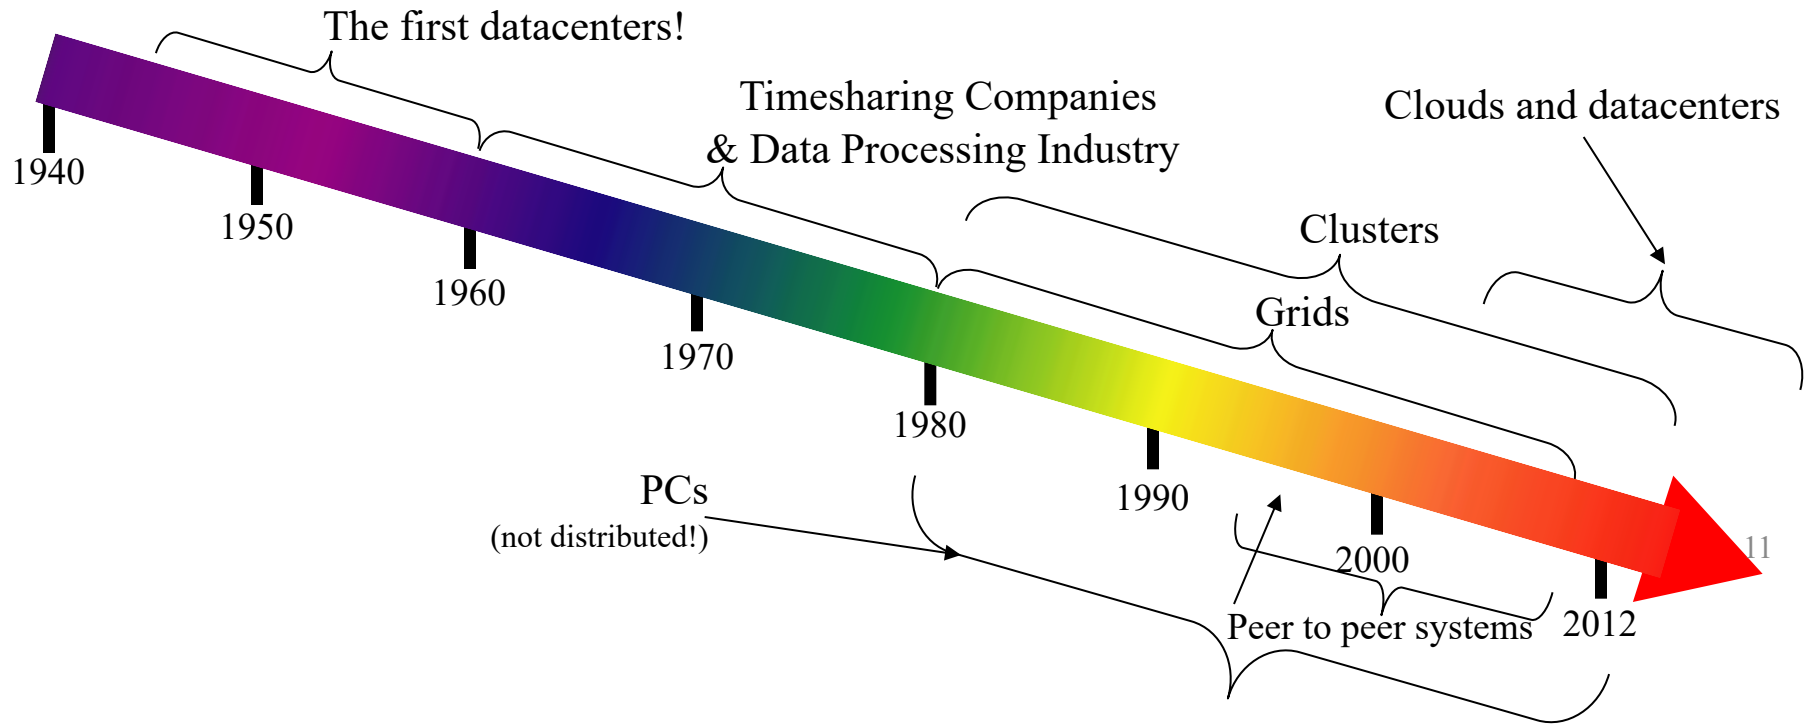 The first datacenters!
Timesharing Companies
& Data Processing Industry
Clouds and datacenters
Clusters
Grids
1940
1950
1960
1970
1980
1990
2000
2012
PCs
(not distributed!)
Peer to peer systems
11